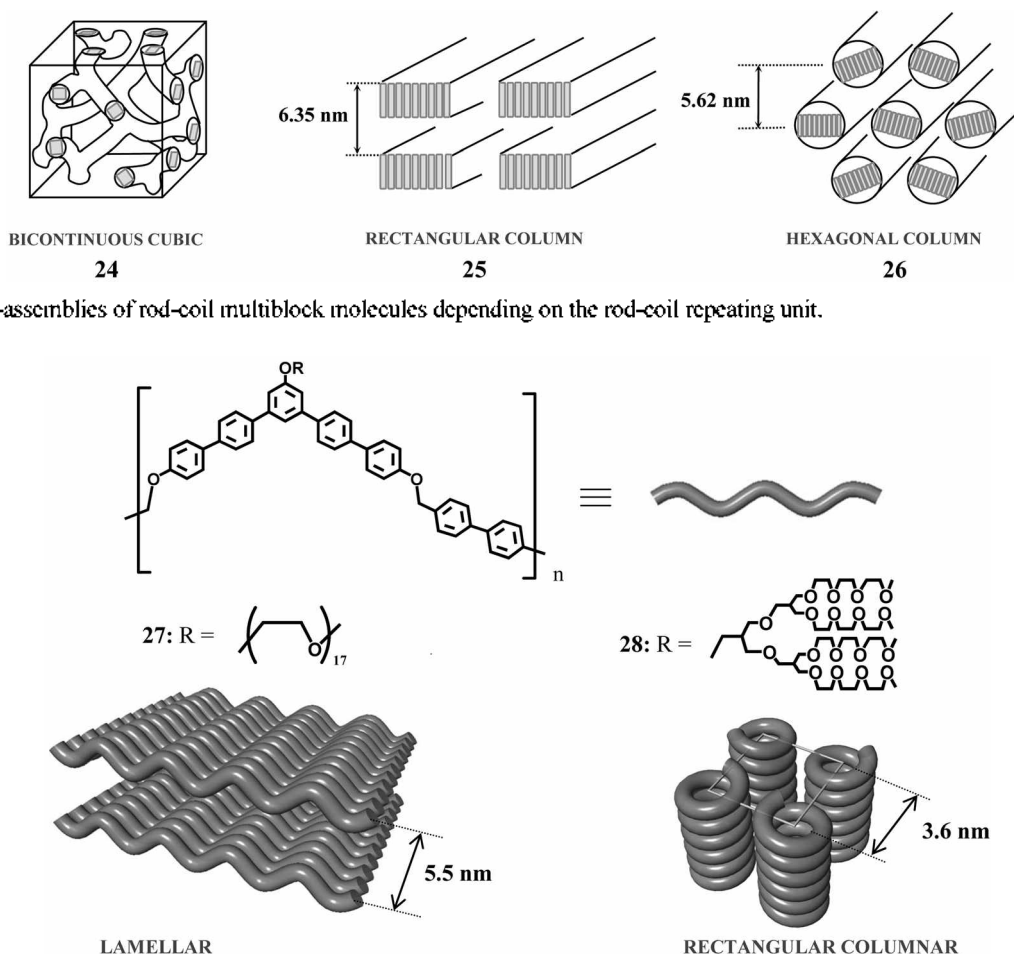 6.35 nm
5.62 nm
BICONTINUOUS CUBIC
RECTANGULAR COLUMN
HEXAGONAL COLUMN
24
25
26
-assemblies of rod-coil multiblock molecules depending on the rod-coil repeating unit.
OR
O
O
n
27: R =
O
17
28: R =
O
O O O O
O O O O
O
O O O O
O O O O
5.5 nm
3.6 nm
LAMELLAR
RECTANGULAR COLUMNAR